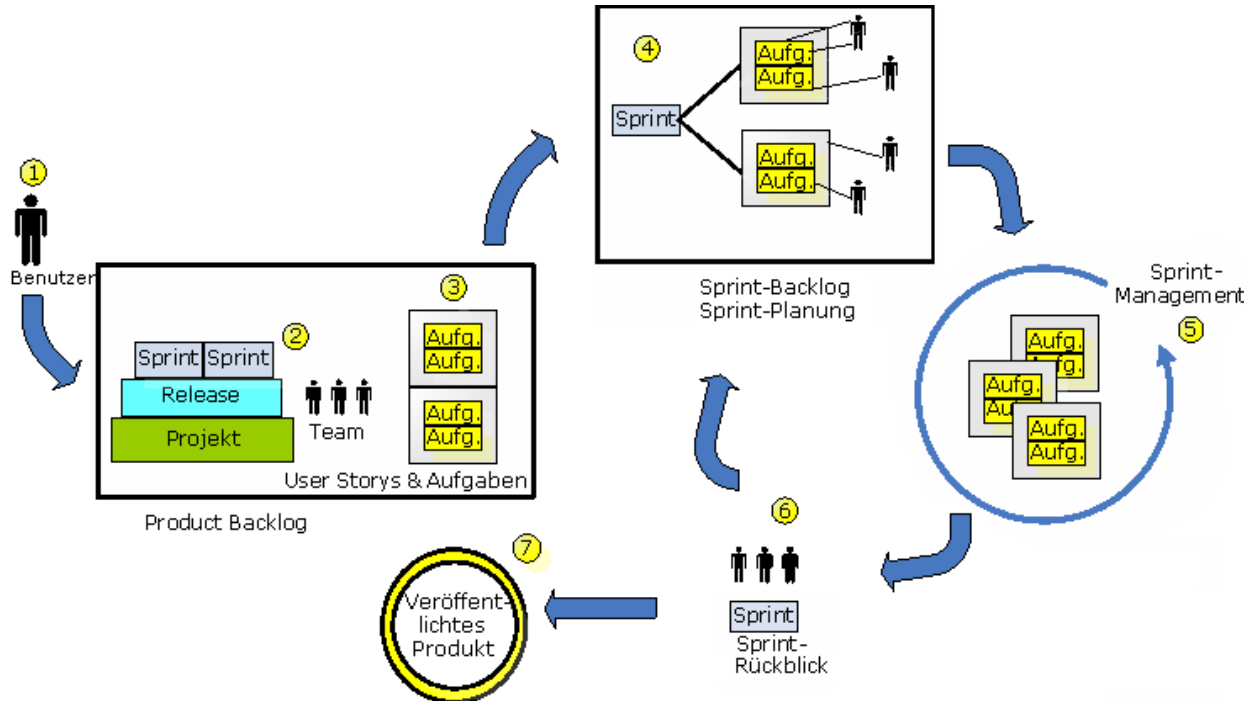 1
Benutzer
2
Sprint Sprint
Release
Projekt
Team
3
Aufg.
Aufg.
Aufg.
Aufg.
User Storys & Aufgaben
Product Backlog
4
Sprint
Aufg.
Aufg.
Aufg.
Aufg.
Sprint-Backlog
Sprint-Planung
Sprint-
Management
5
Aufg.
Aufg.
Aufg.
Aufg.
Aufg.
Aufg.
6
Sprint
Sprint-
Rückblick
7
Veröffent-
lichtes
Produkt